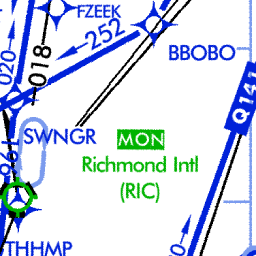 FZEEK
252
BBOBO
020
018
Q141
SWNGR
MON
Richmond Intl
(RIC)
THHMP